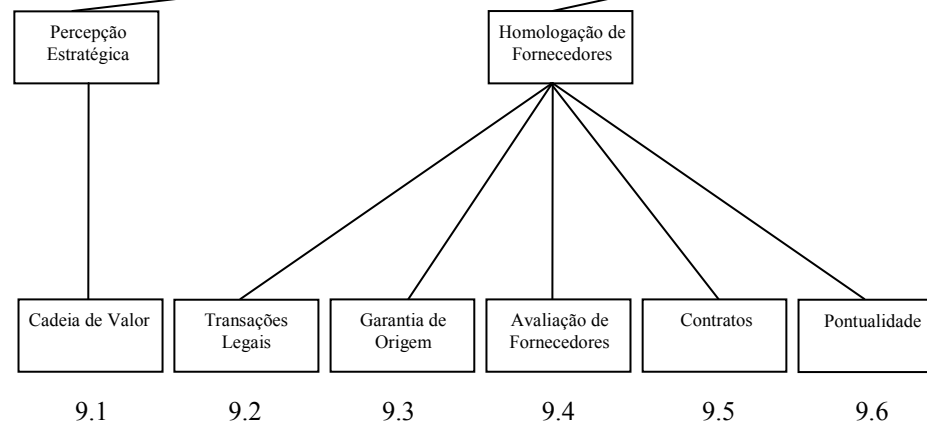 Percepção
Estratégica
Homologação de
Fornecedores
Cadeia de Valor
Transações
Legais
Garantia de
Origem
Avaliação de
Fornecedores
Contratos
Pontualidade
9.1
9.2
9.3
9.4
9.5
9.6